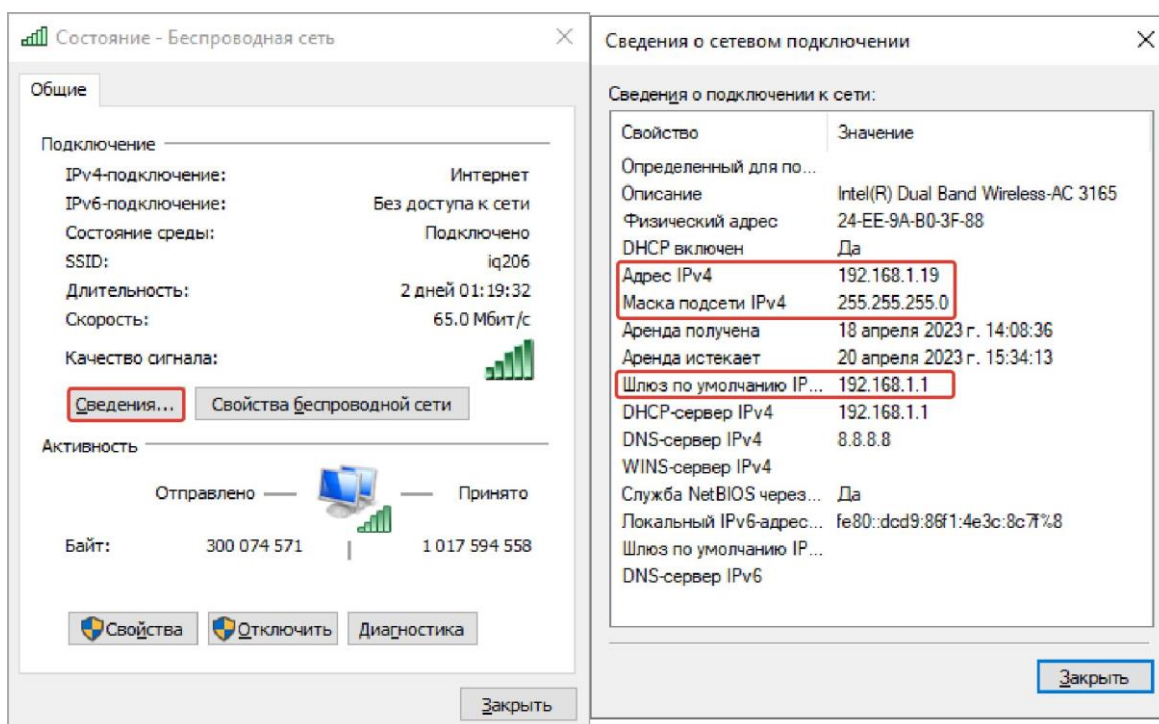 Состояние - Беспроводная сеть
Общие
Подключение
IPv4-подключение: Интернет
IPv6-подключение: Без доступа к сети
Состояние среды: Подключено
SSID: iq206
Длительность: 2 дней 01:19:32
Скорость: 65.0 Мбит/с
Качество сигнала:
Сведения... Свойства беспроводной сети
Активность
Отправлено Принято
Байт: 300 074 571 1 017 594 558
Свойства Отключить Диагностика
Закрыть
Сведения о сетевом подключении
Сведения о подключении к сети:
Свойство Значение
Определенный для по...
Описание Intel(R) Dual Band Wireless-AC 3165
Физический адрес 24-EE-9A-B0-3F-88
DHCP включен Да
Адрес IPv4 192.168.1.19
Маска подсети IPv4 255.255.255.0
Аренда получена 18 апреля 2023 г. 14:08:36
Аренда истекает 20 апреля 2023 г. 15:34:13
Шлюз по умолчанию IP... 192.168.1.1
DHCP-сервер IPv4 192.168.1.1
DNS-сервер IPv4 8.8.8.8
WINS-сервер IPv4
Служба NetBIOS через... Да
Локальный IPv6-адрес... fe80::dcd9:86f1:4e3c:8c7f%8
Шлюз по умолчанию IP...
DNS-сервер IPv6
Закрыть